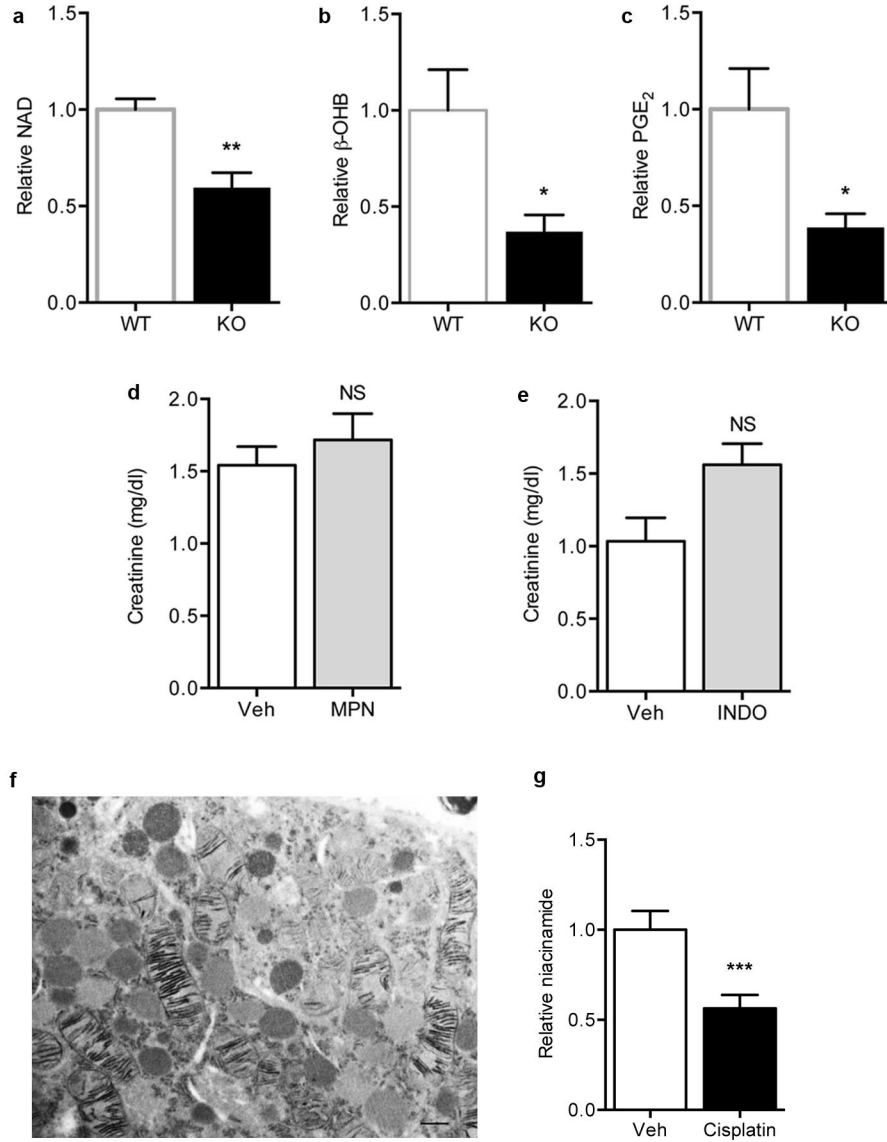 a
Relative NAD
1.5
1.0
0.5
0.0
**
WT
KO
b
Relative β-OHB
1.5
1.0
0.5
0.0
*
WT
KO
c
Relative PGE2
1.5
1.0
0.5
0.0
*
WT
KO
d
Creatinine (mg/dl)
2.0
1.5
1.0
0.5
0.0
NS
Veh
MPN
e
Creatinine (mg/dl)
2.0
1.5
1.0
0.5
0.0
NS
Veh
INDO
f
g
Relative niacinamide
1.5
1.0
0.5
0.0
***
Veh
Cisplatin